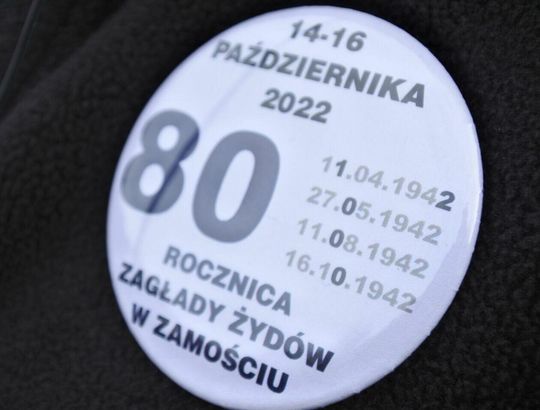 14-16
PAŹDZIERNIKA
2022
80
11.04.1942
27.05.1942
11.08.1942
16.10.1942
ROCZNICA
ZAGŁADY ŻYDÓW
W ZAMOŚCIU